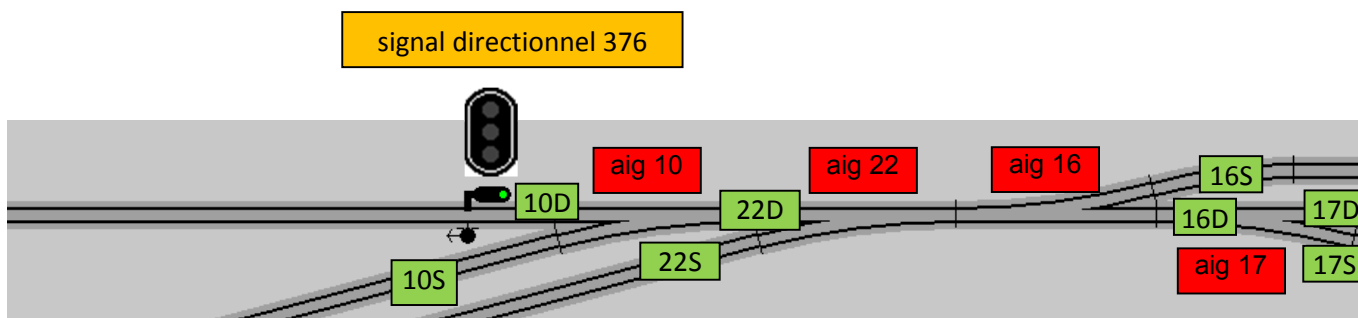 signal directionnel 376
aig 10
aig 22
aig 16
16S
10D
22D
16D
17D
10S
22S
aig 17
17S